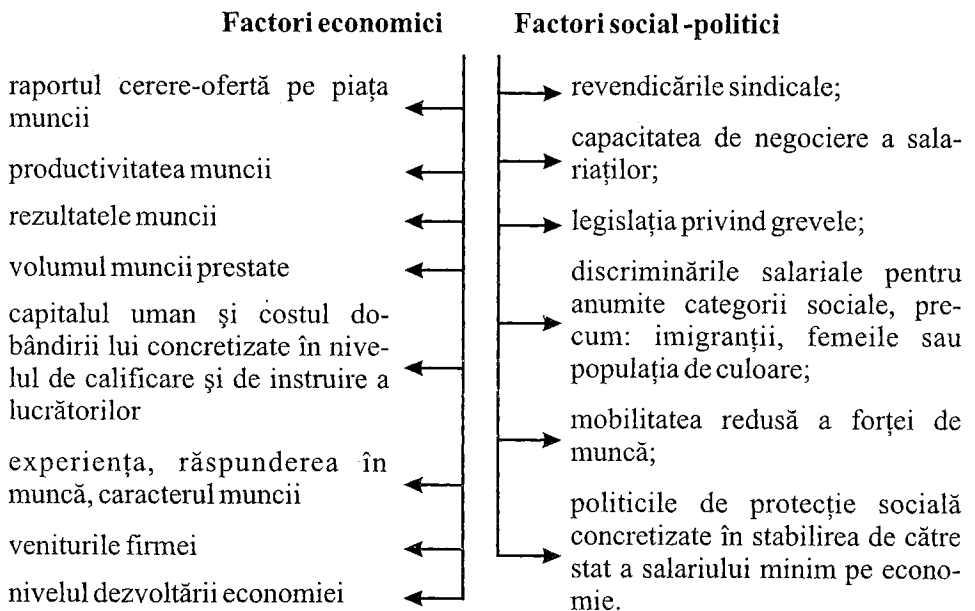 Factori economici
raportul cerere-ofertă pe piața
muncii
productivitatea muncii
rezultatele muncii
volumul muncii prestate
capitalul uman şi costul do-
bândirii lui concretizate în nive-
lul de calificare şi de instruire a
lucrătorilor
experiența, răspunderea în
muncă, caracterul muncii
veniturile firmei
nivelul dezvoltării economiei
Factori social -politici
revendicările sindicale;
capacitatea de negociere a sala-
riaților;
legislația privind grevele;
discriminările salariale pentru
anumite categorii sociale, pre-
cum: imigranții, femeile sau
populația de culoare;
mobilitatea redusă a forței de
muncă;
politicile de protecție socială
concretizate în stabilirea de către
stat a salariului minim pe econo-
mie.